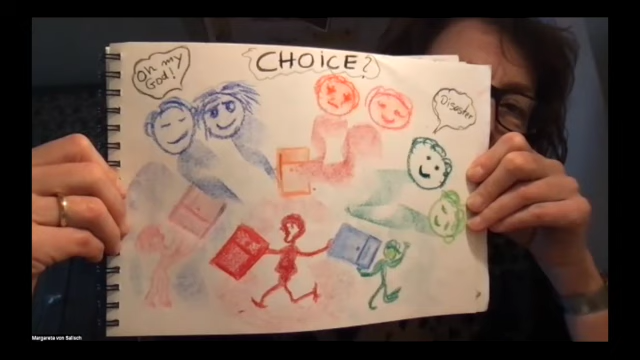 CHOICE?
Oh my
God!
Disaster
Margareta von Salisch